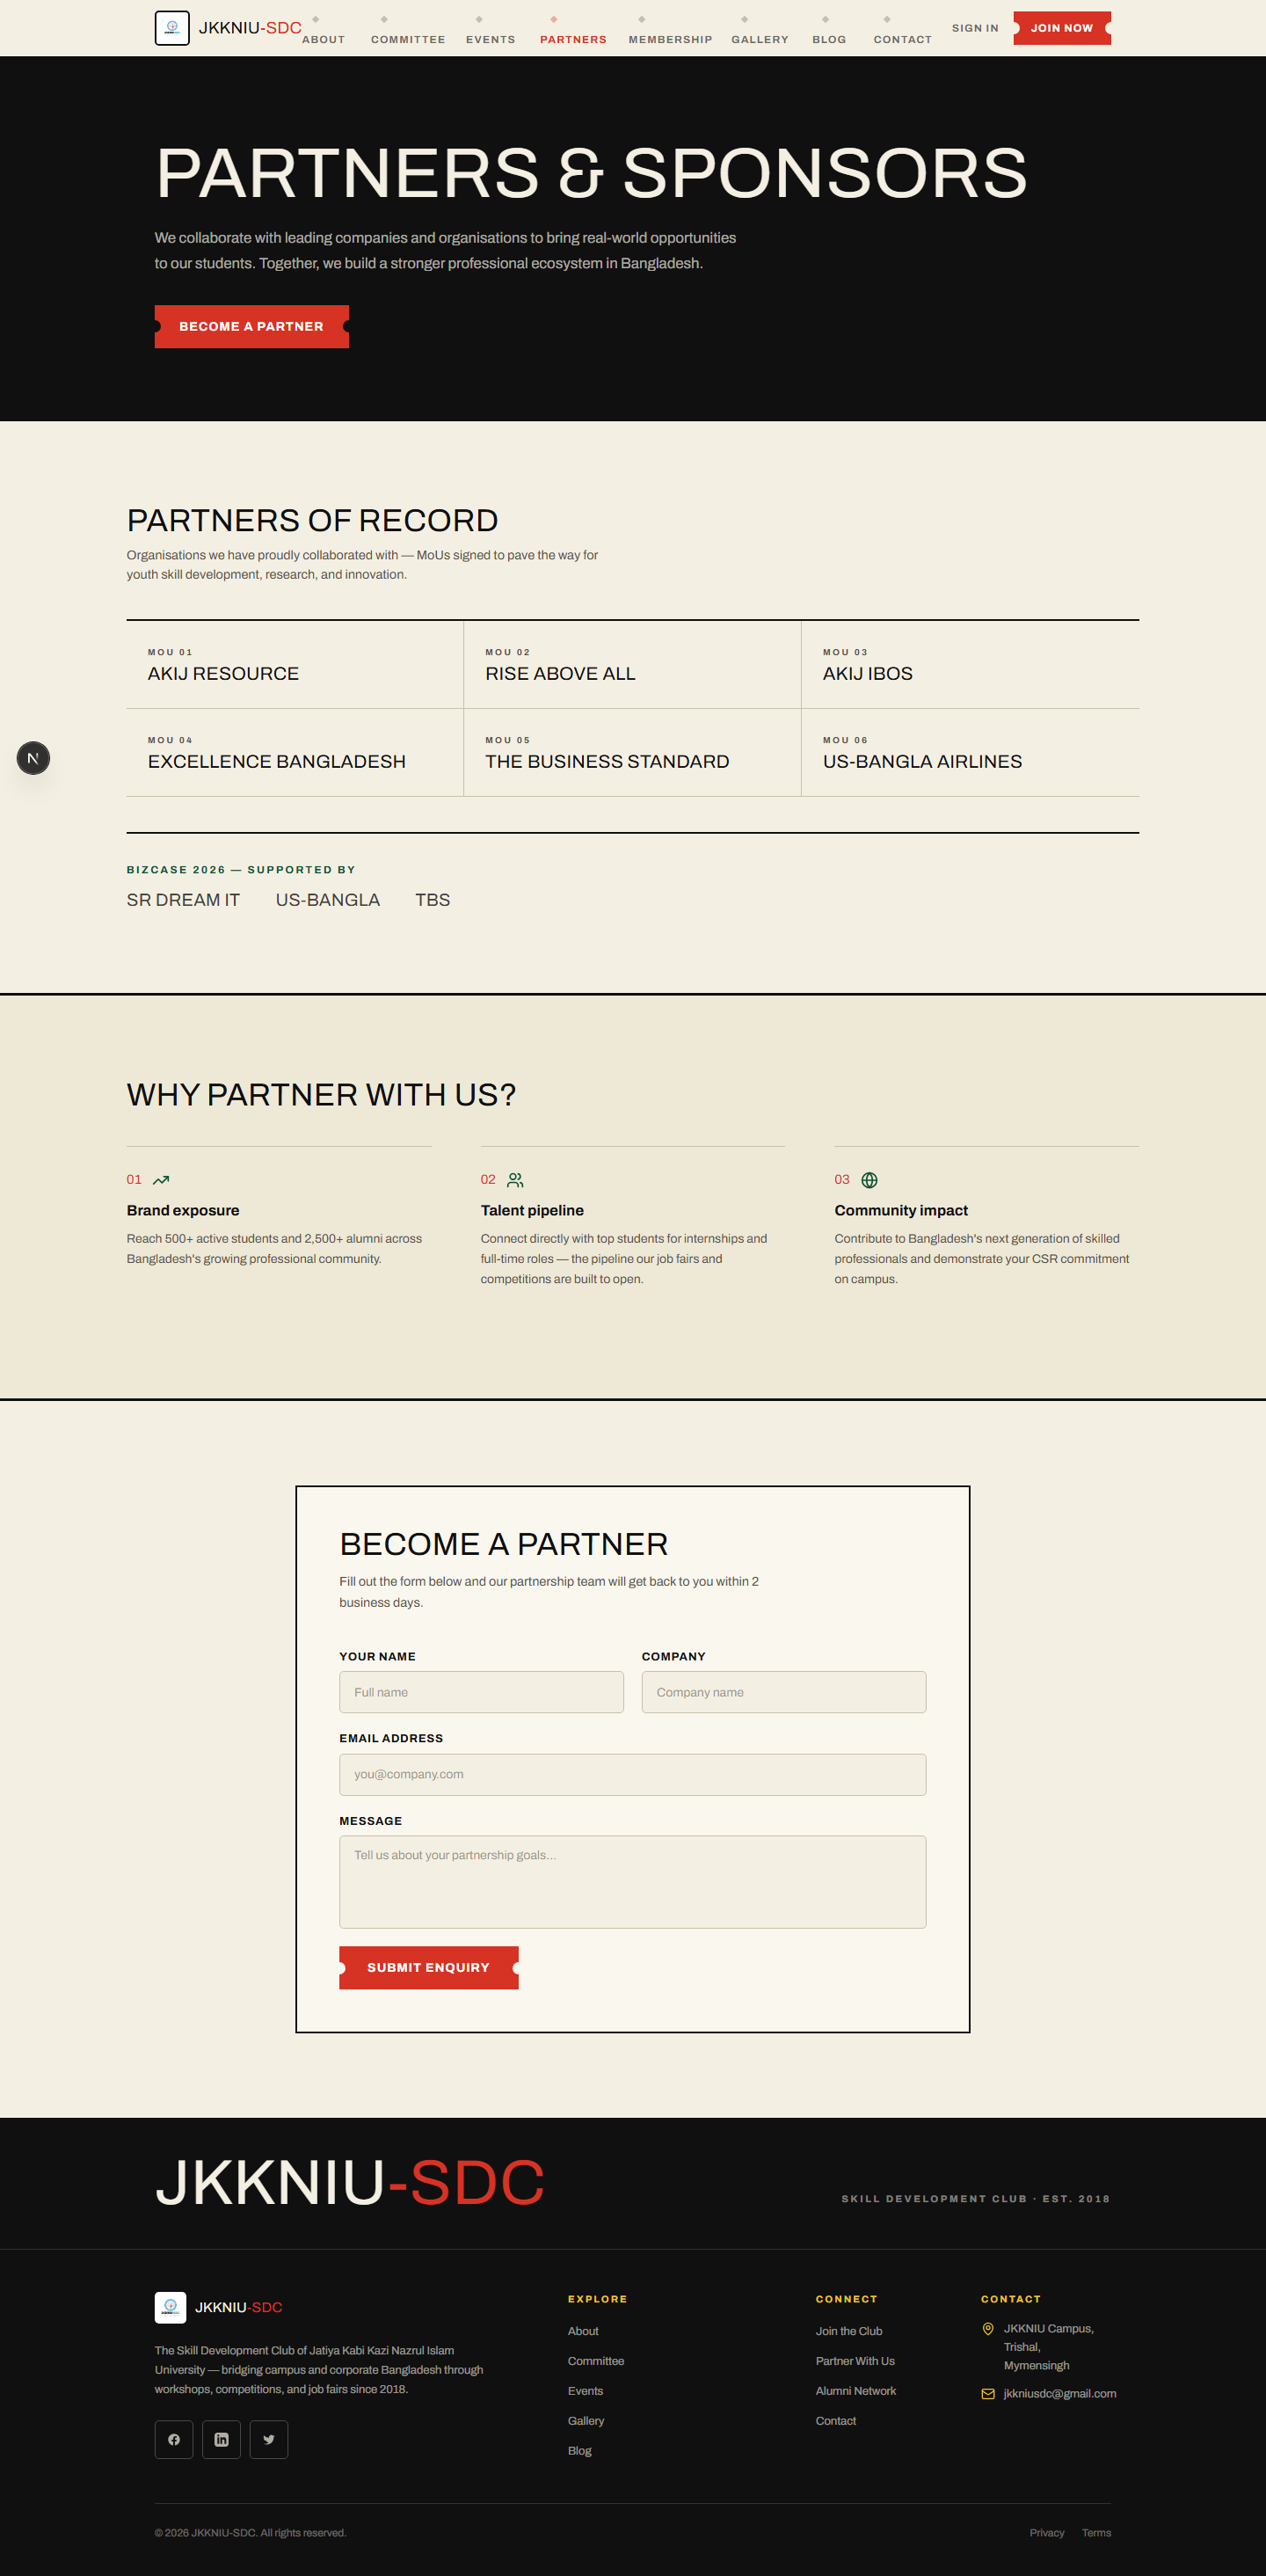 JKKNIU-SDC
ABOUT
COMMITTEE
EVENTS
PARTNERS
MEMBERSHIP
GALLERY
BLOG
CONTACT
SIGN IN
JOIN NOW
PARTNERS & SPONSORS
We collaborate with leading companies and organisations to bring real-world opportunities
to our students. Together, we build a stronger professional ecosystem in Bangladesh.
BECOME A PARTNER
PARTNERS OF RECORD
Organisations we have proudly collaborated with — MoUs signed to pave the way for
youth skill development, research, and innovation.
MOU 01
AKIJ RESOURCE
MOU 02
RISE ABOVE ALL
MOU 03
AKIJ IBOS
MOU 04
EXCELLENCE BANGLADESH
MOU 05
THE BUSINESS STANDARD
MOU 06
US-BANGLA AIRLINES
BIZCASE 2026 — SUPPORTED BY
SR DREAM IT
US-BANGLA
TBS
WHY PARTNER WITH US?
01
Brand exposure
Reach 500+ active students and 2,500+ alumni across
Bangladesh's growing professional community.
02
Talent pipeline
Connect directly with top students for internships and
full-time roles — the pipeline our job fairs and
competitions are built to open.
03
Community impact
Contribute to Bangladesh's next generation of skilled
professionals and demonstrate your CSR commitment
on campus.
BECOME A PARTNER
Fill out the form below and our partnership team will get back to you within 2
business days.
YOUR NAME
Full name
COMPANY
Company name
EMAIL ADDRESS
you@company.com
MESSAGE
Tell us about your partnership goals...
SUBMIT ENQUIRY
JKKNIU-SDC
SKILL DEVELOPMENT CLUB · EST. 2018
JKKNIU-SDC
The Skill Development Club of Jatiya Kabi Kazi Nazrul Islam
University — bridging campus and corporate Bangladesh through
workshops, competitions, and job fairs since 2018.
EXPLORE
About
Committee
Events
Gallery
Blog
CONNECT
Join the Club
Partner With Us
Alumni Network
Contact
CONTACT
JKKNIU Campus,
Trishal,
Mymensingh
jkkniusdc@gmail.com
© 2026 JKKNIU-SDC. All rights reserved.
Privacy
Terms